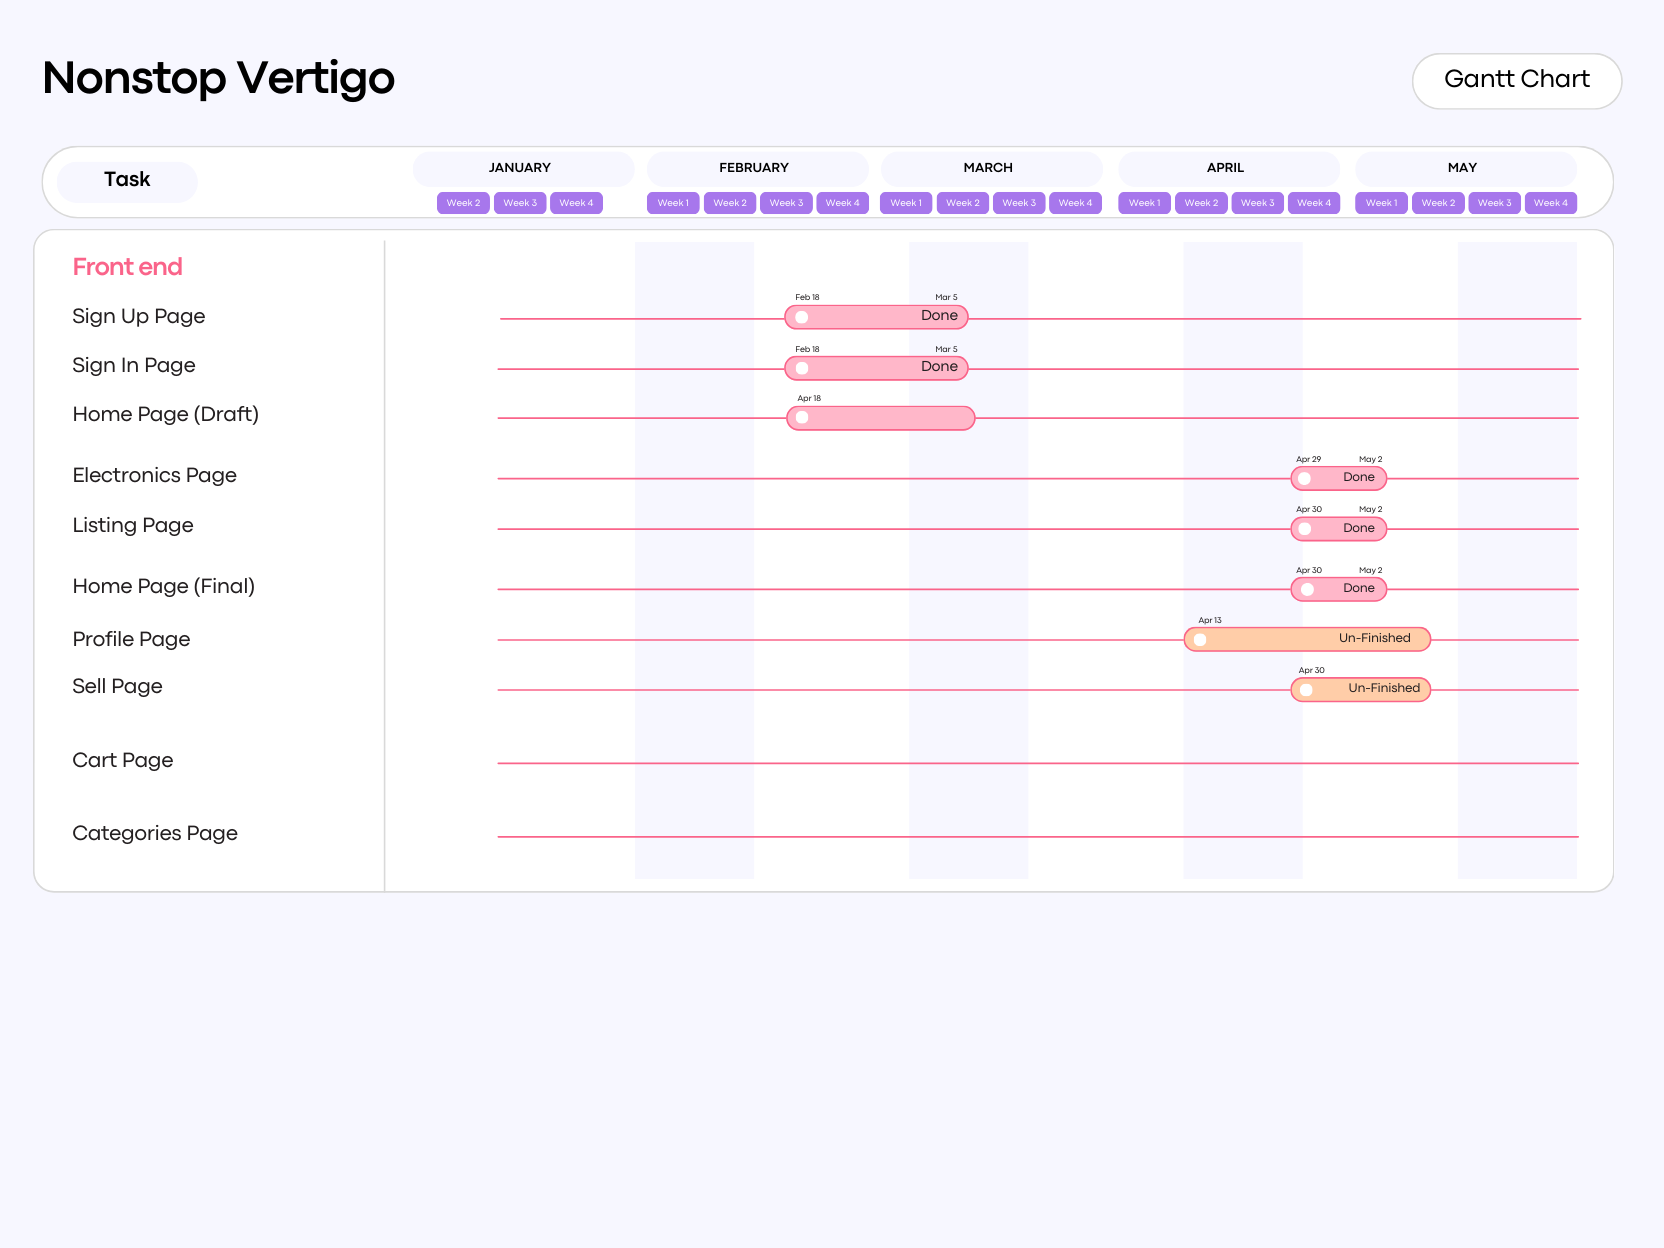 Nonstop Vertigo
Gantt Chart
Task
JANUARY FEBRUARY MARCH APRIL MAY
Week 2 Week 3 Week 4 Week 1 Week 2 Week 3 Week 4 Week 1 Week 2 Week 3 Week 4 Week 1 Week 2 Week 3 Week 4 Week 1 Week 2 Week 3 Week 4
Front end
Feb 18 Mar 5
Sign Up Page Done
Feb 18 Mar 5
Sign In Page Done
Apr 18
Home Page (Draft)
Apr 29 May 2
Electronics Page Done
Apr 30 May 2
Listing Page Done
Apr 30 May 2
Home Page (Final) Done
Apr 13
Profile Page Un-Finished
Apr 30
Sell Page Un-Finished
Cart Page
Categories Page